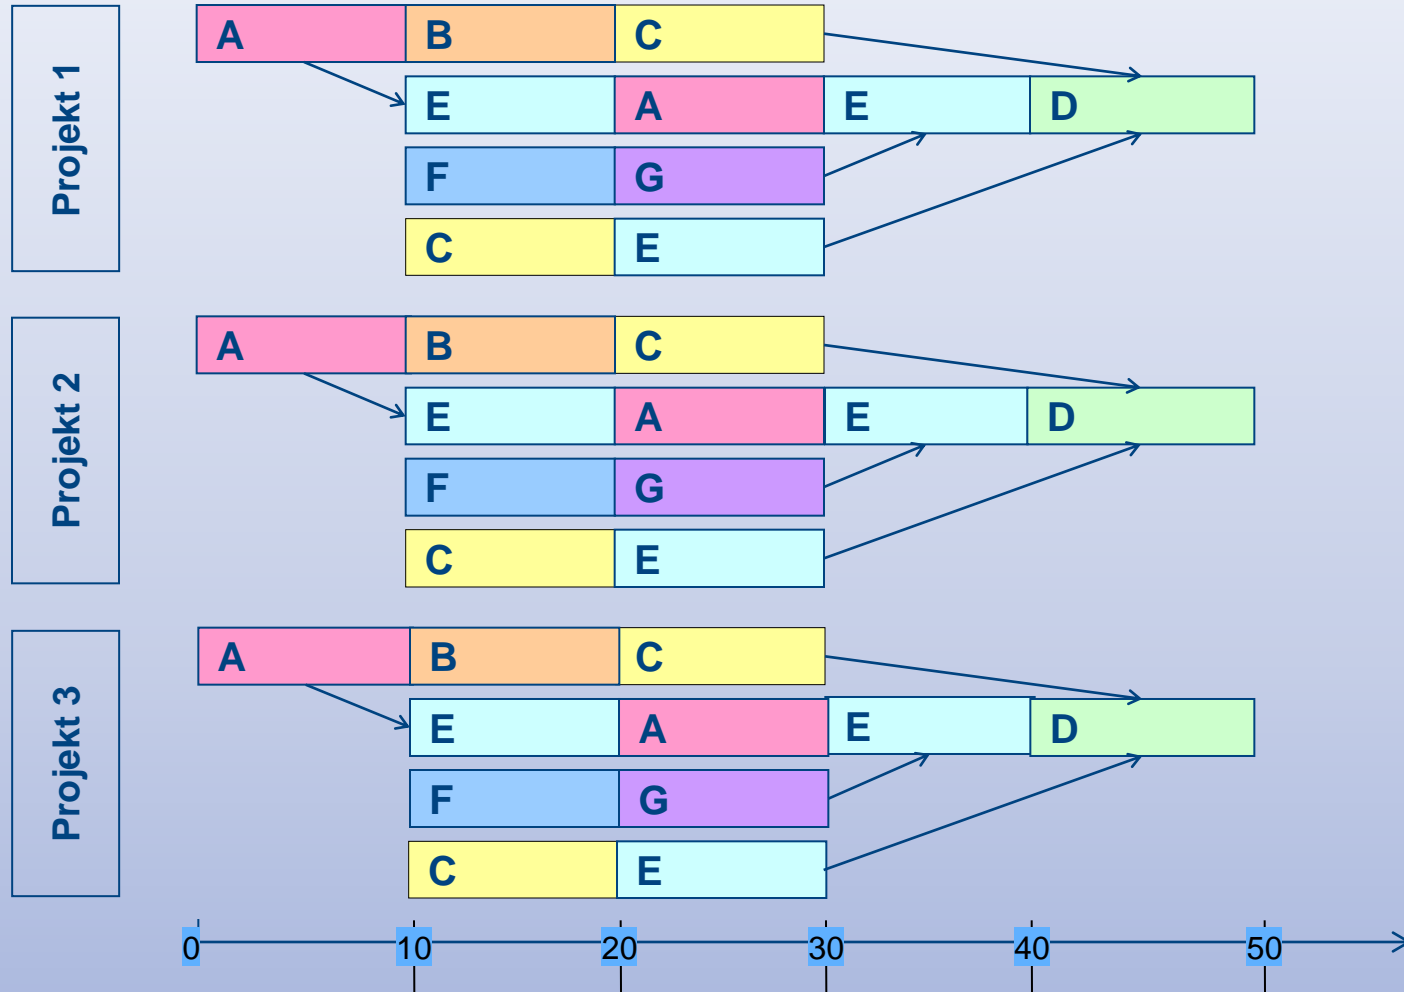 Projekt 1
A B C
E A E D
F G
C E
Projekt 2
A B C
E A E D
F G
C E
Projekt 3
A B C
E A E D
F G
C E
0 10 20 30 40 50